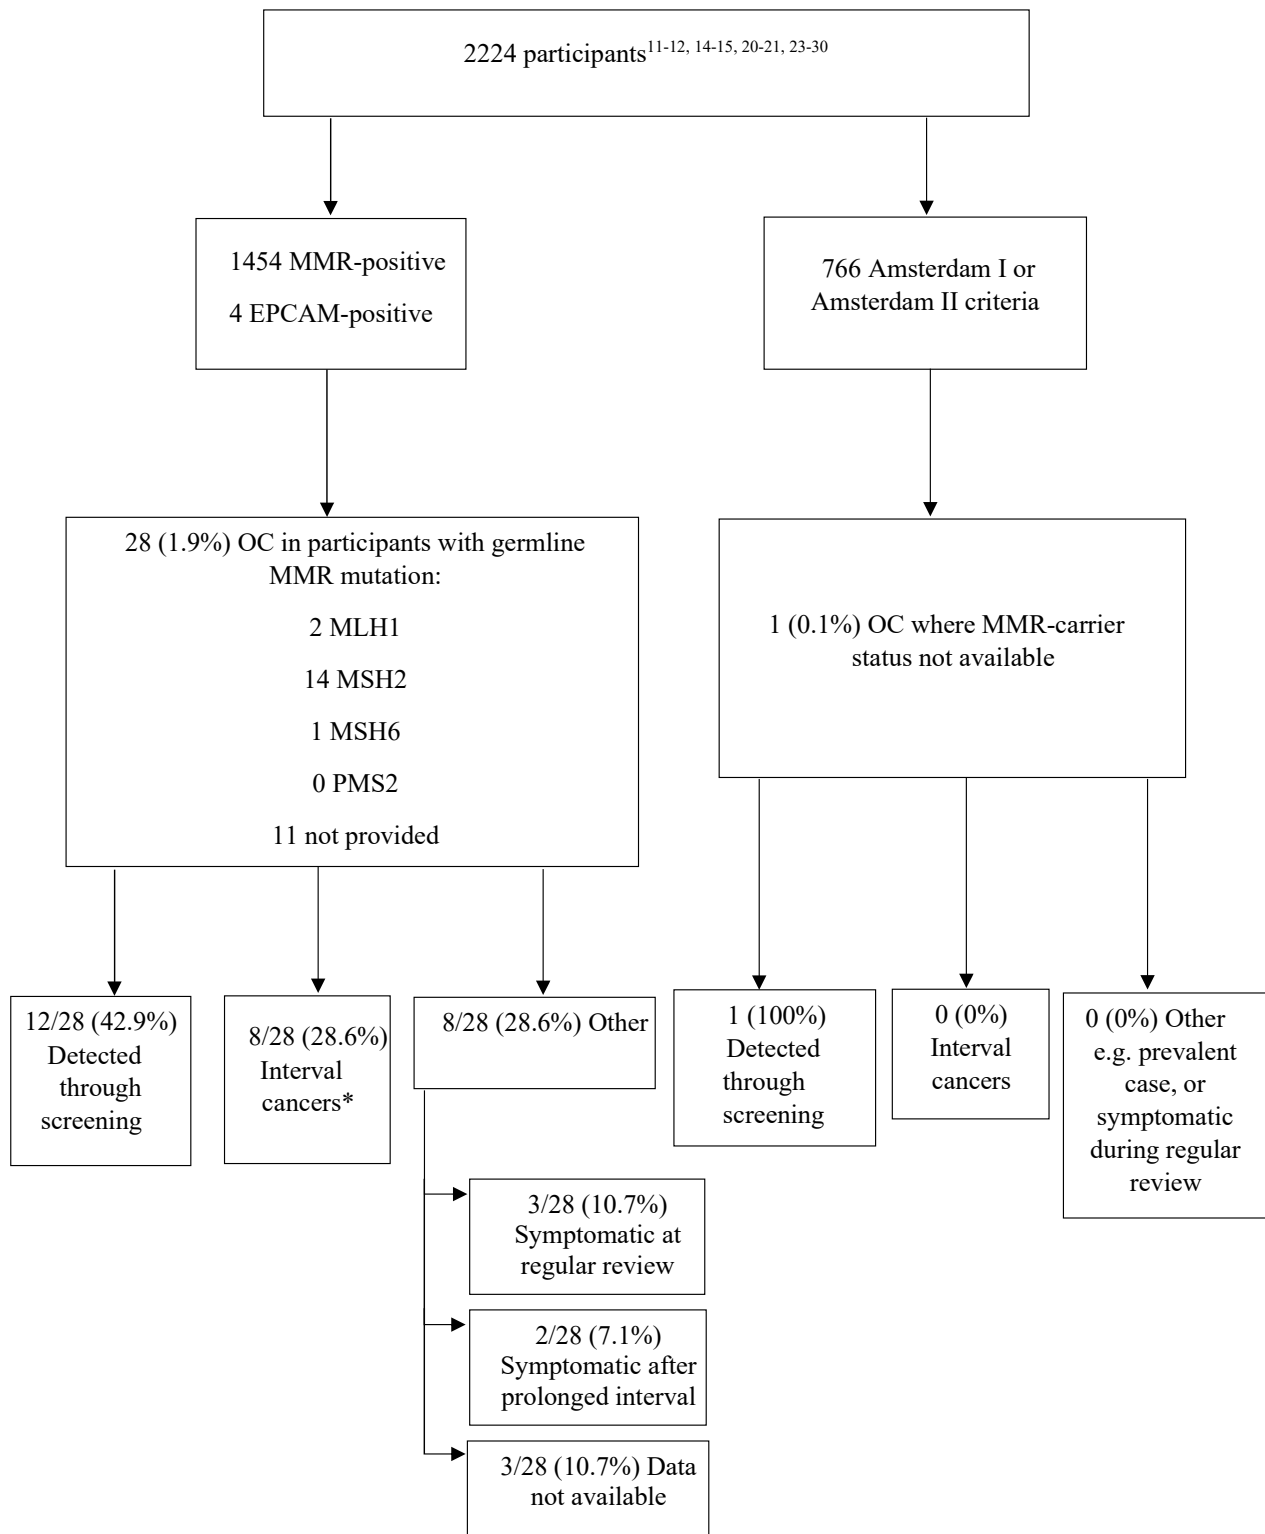 2224 participants11-12, 14-15, 20-21, 23-30
1454 MMR-positive
4 EPCAM-positive
766 Amsterdam I or
Amsterdam II criteria
28 (1.9%) OC in participants with germline
MMR mutation:
2 MLH1
14 MSH2
1 MSH6
0 PMS2
11 not provided
1 (0.1%) OC where MMR-carrier
status not available
12/28 (42.9%)
Detected
through
screening
8/28 (28.6%)
Interval
cancers*
8/28 (28.6%) Other
3/28 (10.7%)
Symptomatic at
regular review
2/28 (7.1%)
Symptomatic after
prolonged interval
3/28 (10.7%) Data
not available
1 (100%)
Detected
through
screening
0 (0%)
Interval
cancers
0 (0%) Other
e.g. prevalent
case, or
symptomatic
during regular
review